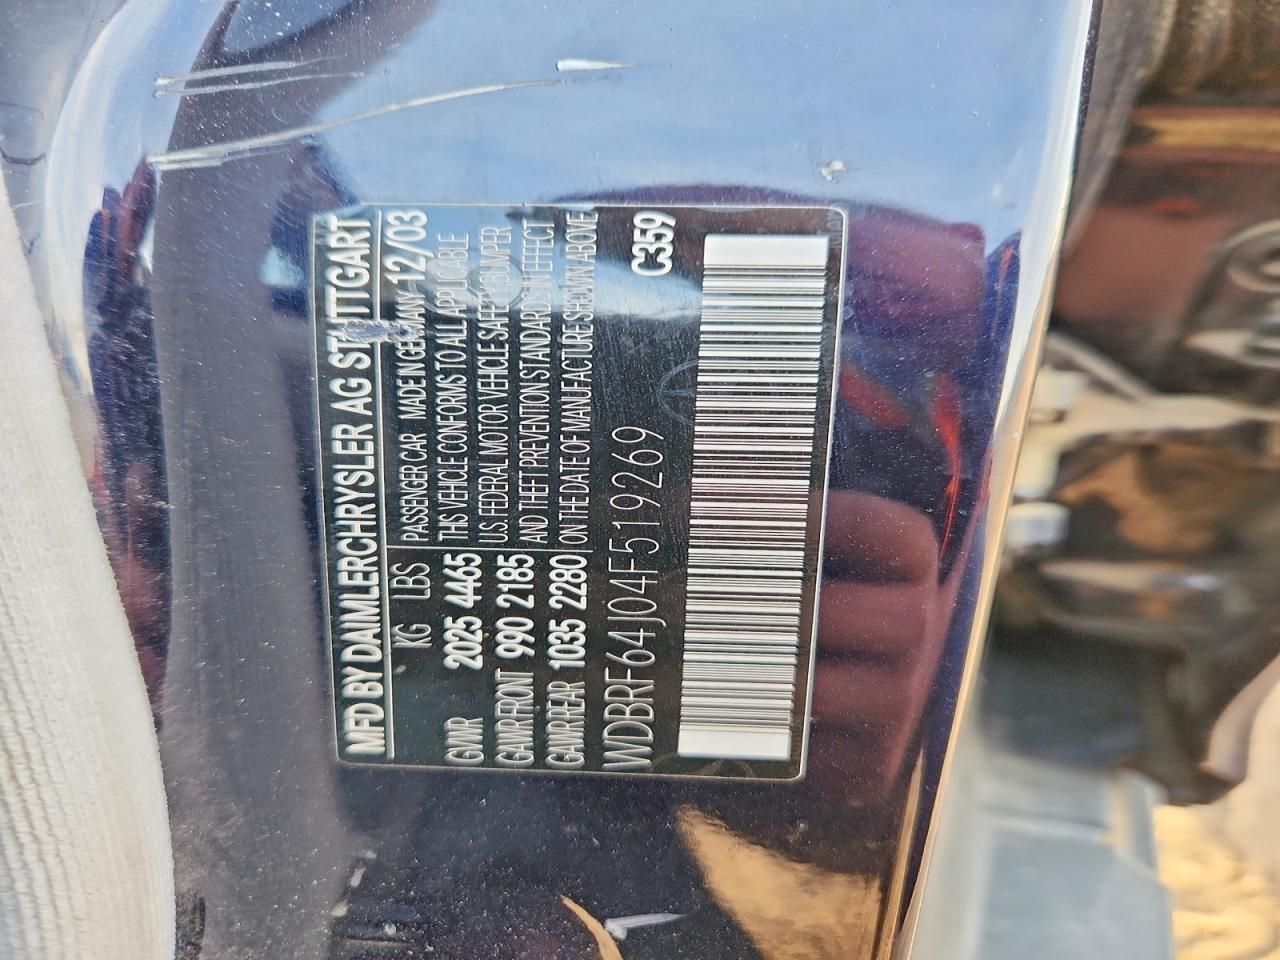 MFD BY DAIMLERCHRYSLER AG STUTTGART
KG LBS
GVWR 2025 4465
GAWR FRONT 990 2185
GAWR REAR 1035 2280
PASSENGER CAR MADE IN GERMANY 12/03
THIS VEHICLE CONFORMS TO ALL APPLICABLE
U.S. FEDERAL MOTOR VEHICLE SAFETY BUMPER
AND THEFT PREVENTION STANDARDS IN EFFECT
ON THE DATE OF MANUFACTURE SHOWN ABOVE
WDBRF64J04F519269
C359